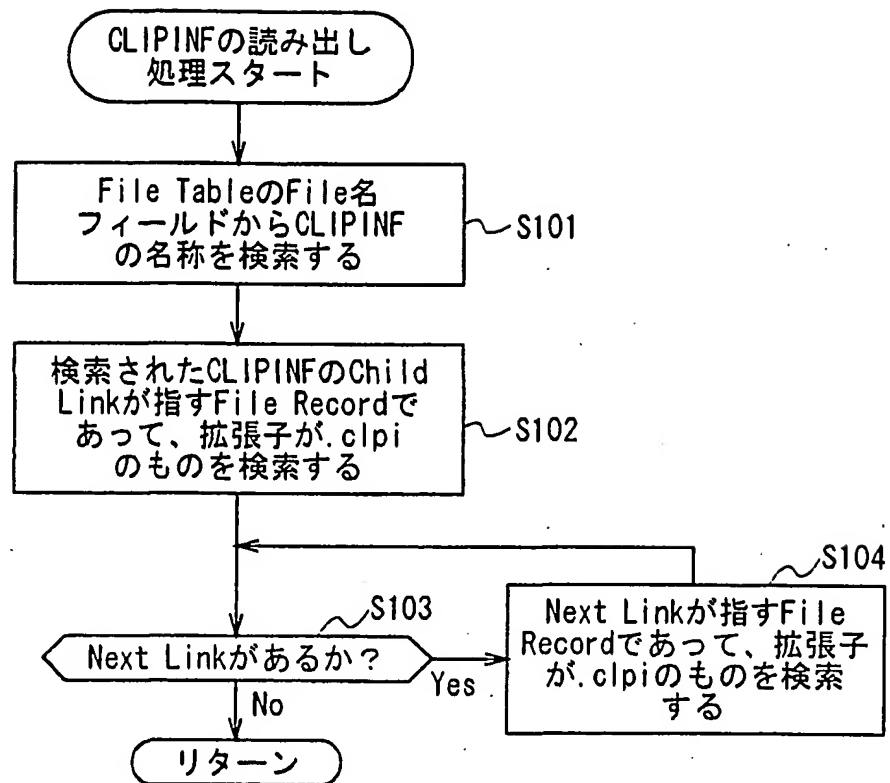 CLIPINFの読み出し
処理スタート
File TableのFile名
フィールドからCLIPINF
の名称を検索する
S101
検索されたCLIPINFのChild
Linkが指すFile Recordで
あって、拡張子が.clpi
のものを検索する
S102
S103
Next Linkがあるか？
Yes
No
S104
Next Linkが指すFile
Recordであって、拡張子
が.clpiのものを検索
する
リターン